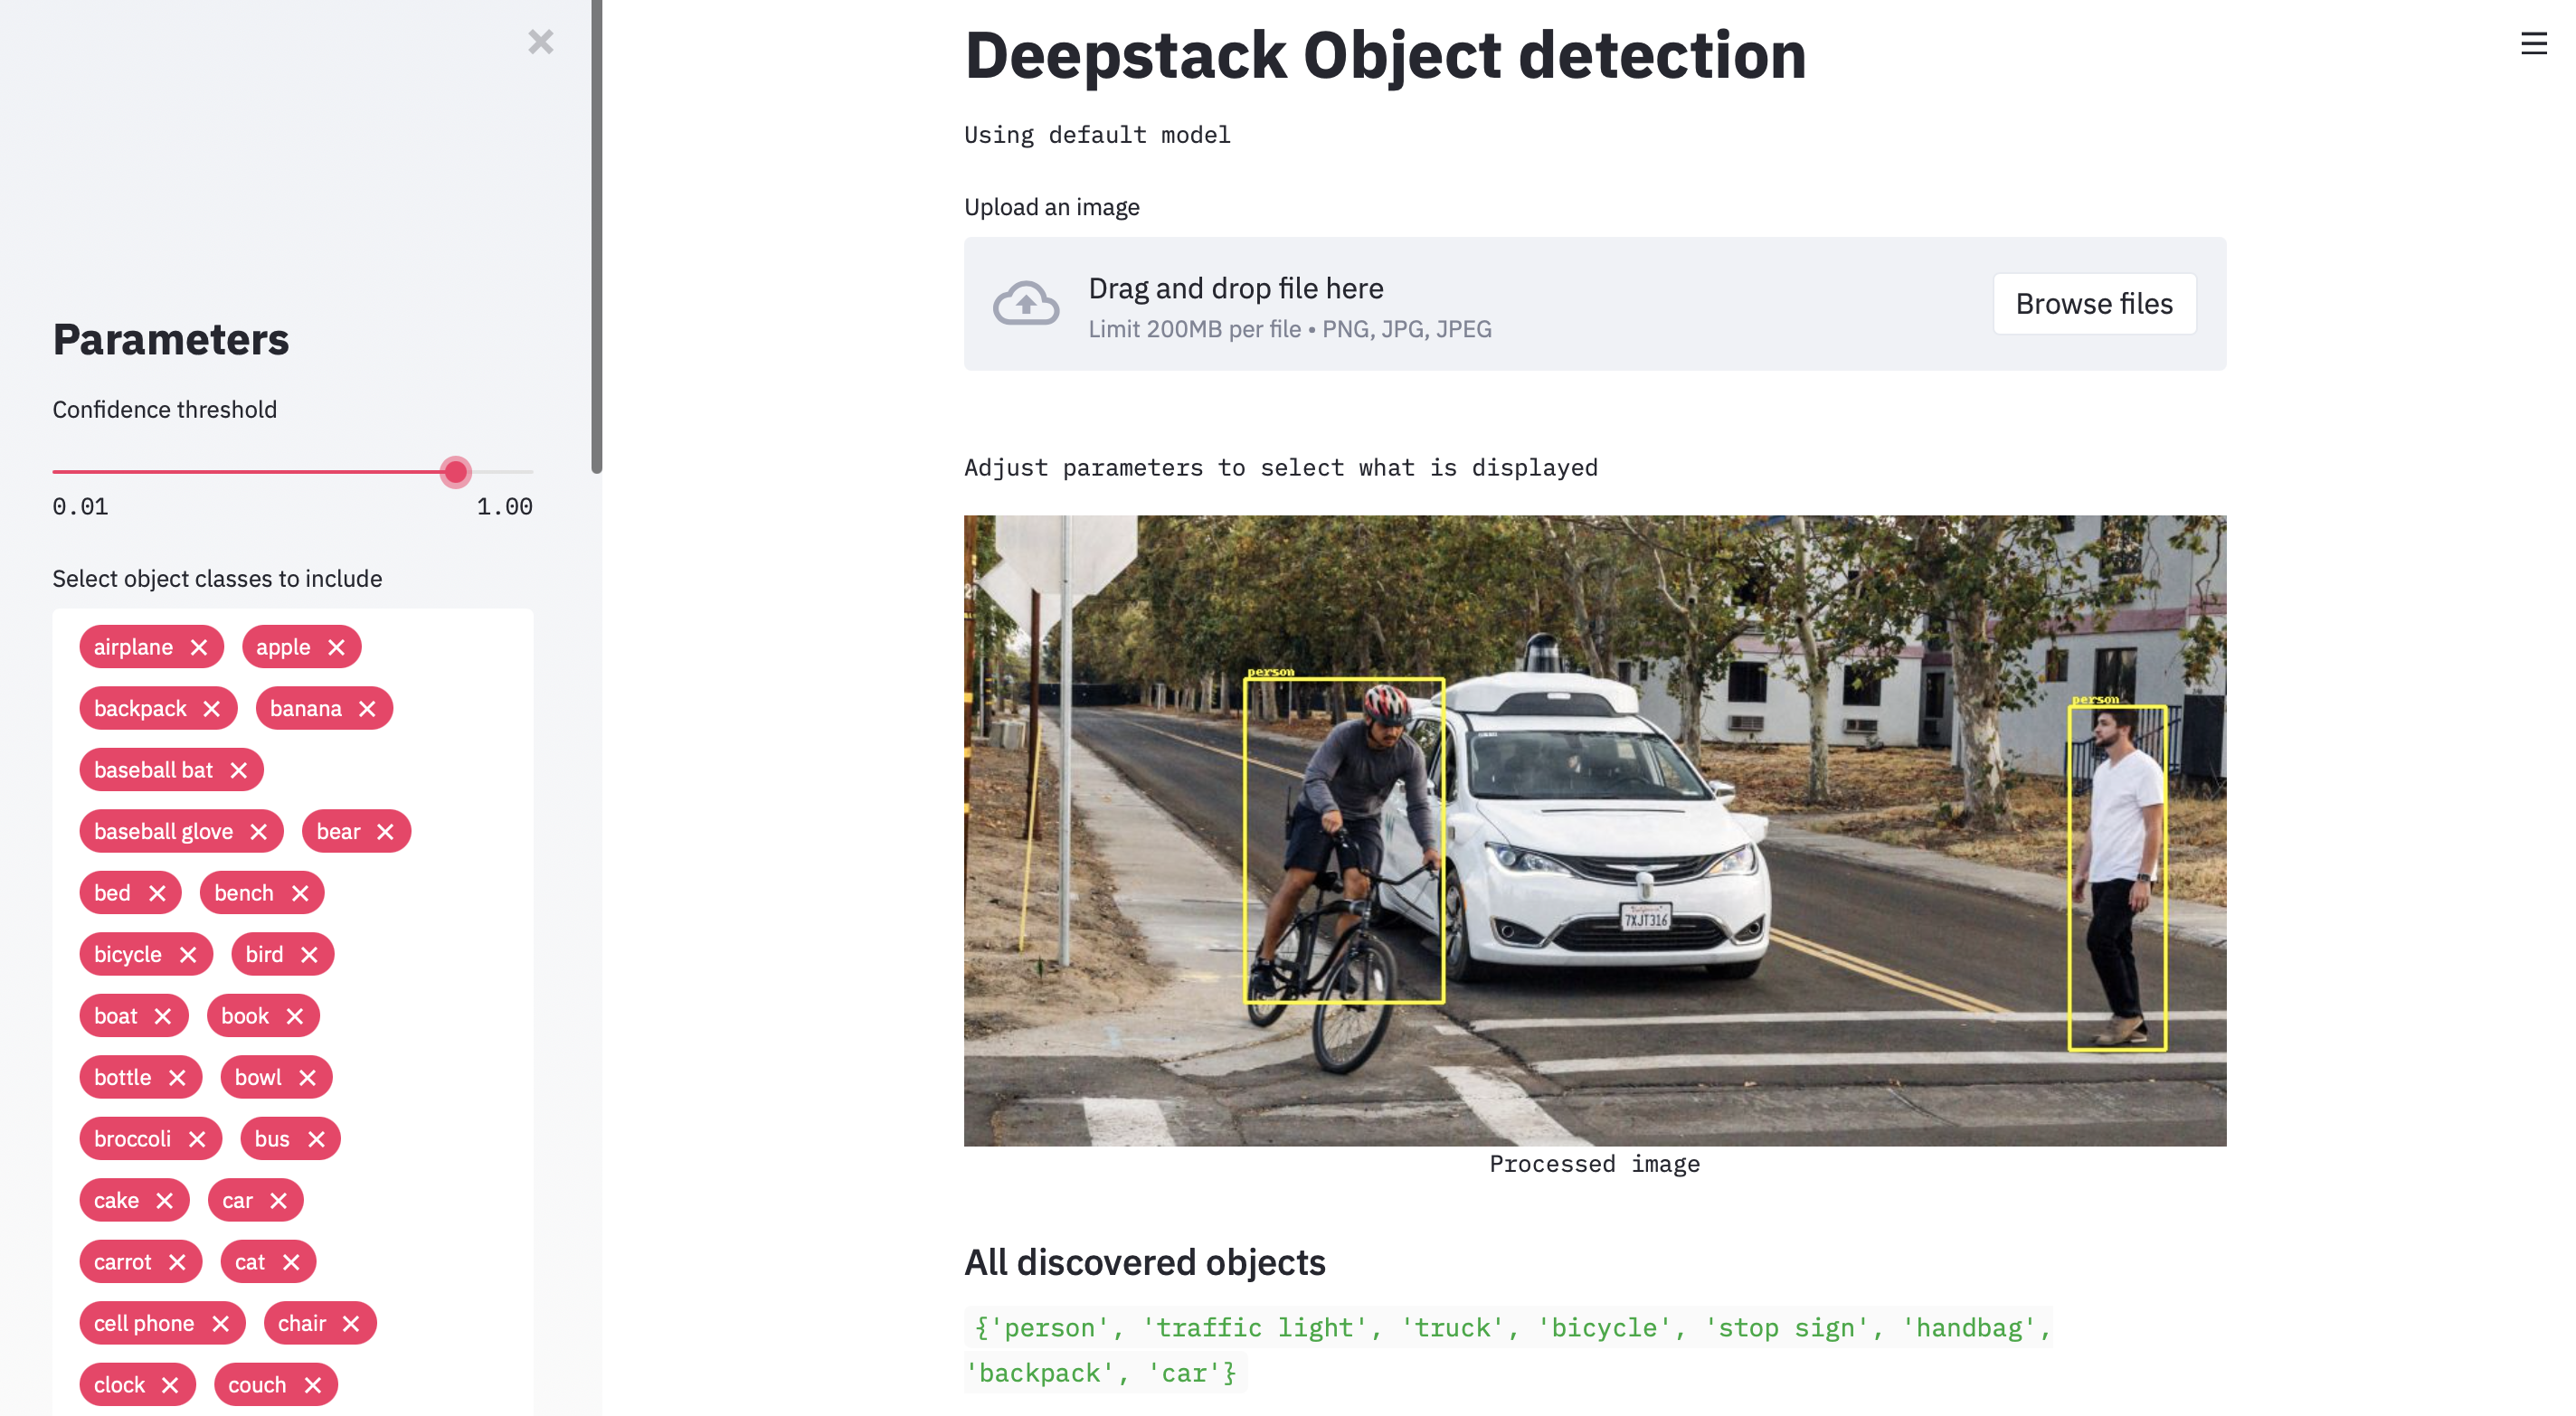 Parameters
Confidence threshold
0.01 1.00
Select object classes to include
airplane apple
backpack banana
baseball bat
baseball glove bear
bed bench
bicycle bird
boat book
bottle bowl
broccoli bus
cake car
carrot cat
cell phone chair
clock couch
Deepstack Object detection
Using default model
Upload an image
Drag and drop file here
Limit 200MB per file • PNG, JPG, JPEG
Browse files
Adjust parameters to select what is displayed
person
person
7XJT316
Processed image
All discovered objects
{'person', 'traffic light', 'truck', 'bicycle', 'stop sign', 'handbag',
'backpack', 'car'}